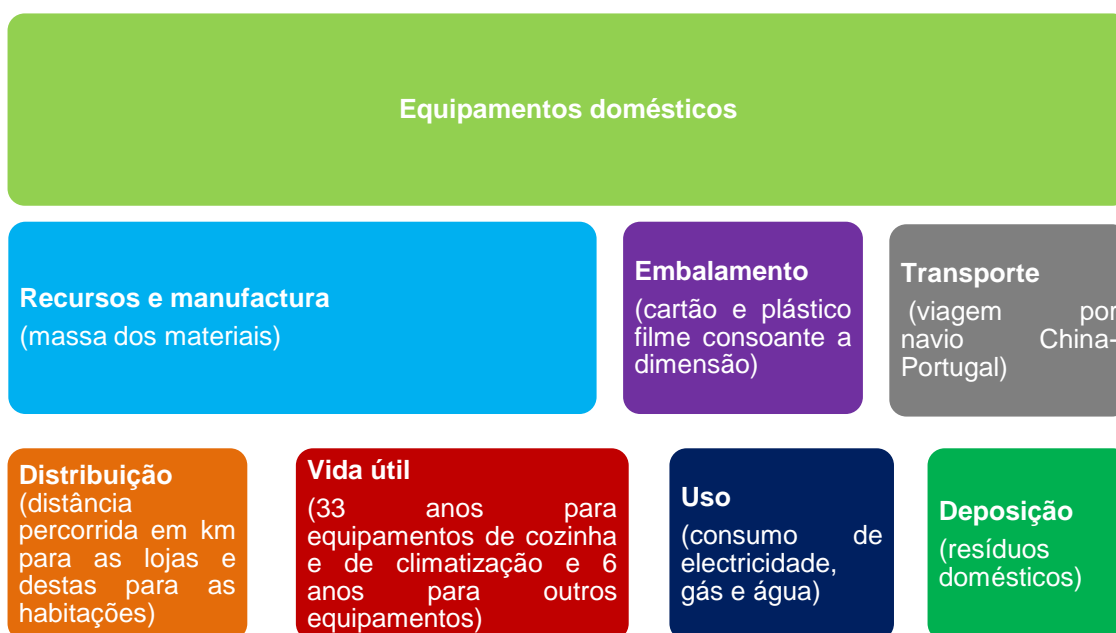 Equipamentos domésticos
Recursos e manufactura
(massa dos materiais)
Embalamento
(cartão e plástico
filme consoante a
dimensão)
Transporte
(viagem por
navio China-
Portugal)
Distribuição
(distância
percorrida em km
para as lojas e
destas para as
habitações)
Vida útil
(33 anos para
equipamentos de cozinha
e de climatização e 6
anos para outros
equipamentos)
Uso
(consumo de
electricidade,
gás e água)
Deposição
(resíduos
domésticos)